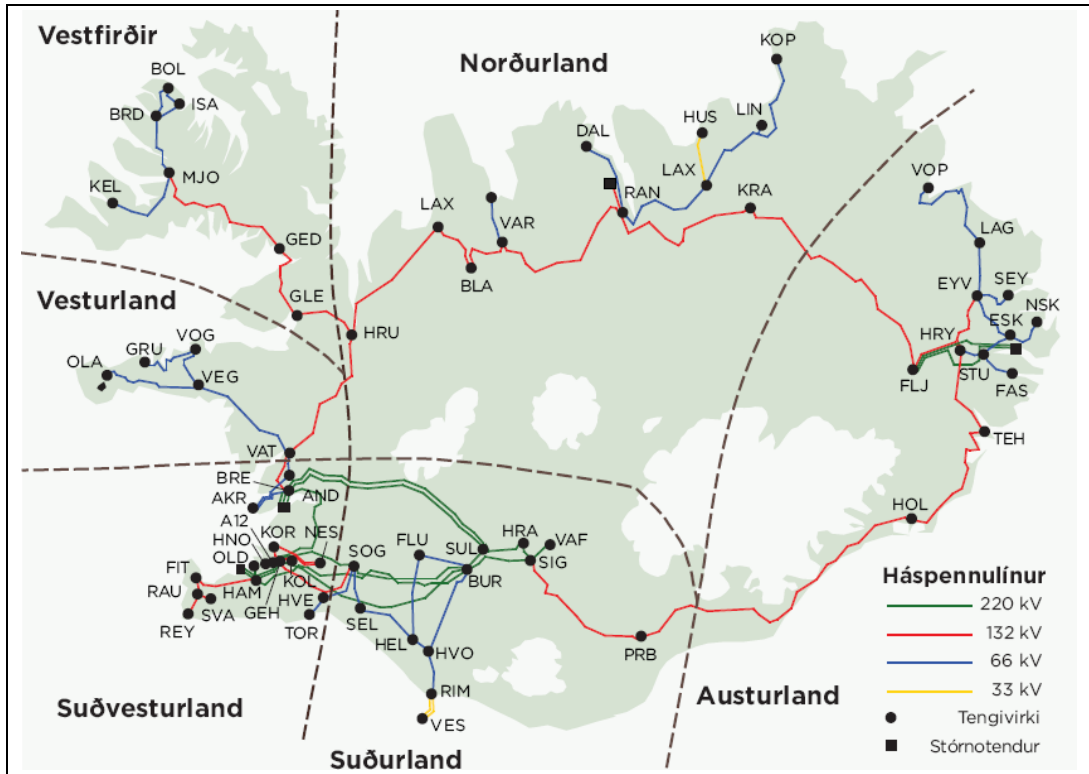 Vestfirðir
Norðurland
BOL
ISA
BRD
MJO
KEL
GED
GLE
HRU
KOP
LIN
HUS
DAL
LAX
RAN
KRA
LAX
VAR
BLA
VOP
LAG
EYV
SEY
NSK
ESK
HRY
STU
FLJ
FAS
TEH
HOL
Vesturland
VOG
GRU
OLA
VEG
VAT
BRE
AND
AKR
A12
KOR
NES
HNO
OLD
FIT
RAU
HAM
KOL
SVA
GEH
HVE
REY
TOR
SOG
FLU
SUL
HRA
VAF
SIG
BUR
SEL
HEL
HVO
RIM
VES
PRB
Suðvesturland
Suðurland
Austurland
Háspennulínur
220 kV
132 kV
66 kV
33 kV
Tengivirki
Stórnotendur